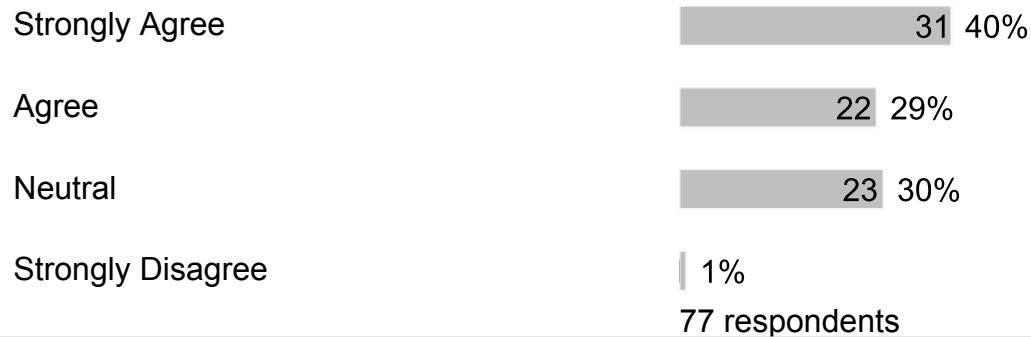 Strongly Agree 31 40%
Agree 22 29%
Neutral 23 30%
Strongly Disagree 1%
77 respondents